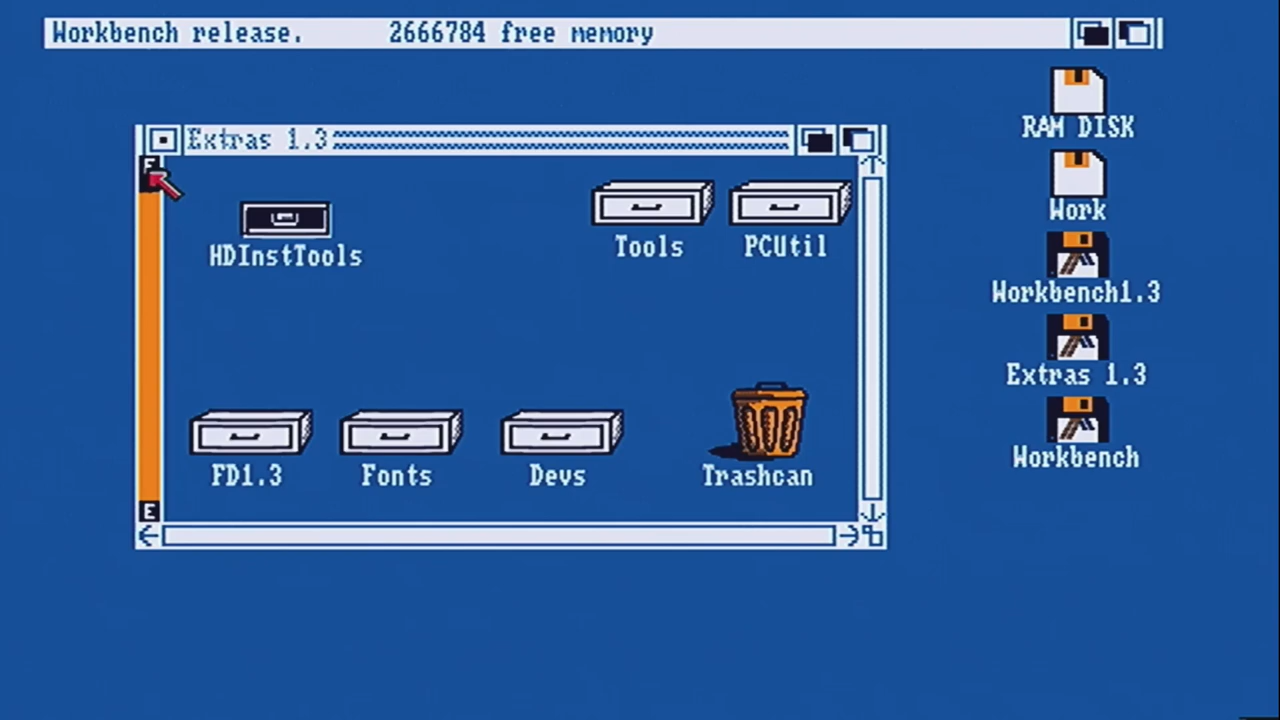 Workbench release. 2666784 free memory
RAM DISK
Extras 1.3
E
Tools PCUtil
HDInstTools
Work
Workbench1.3
Extras 1.3
FD1.3 Fonts Devs Trashcan
Workbench
E